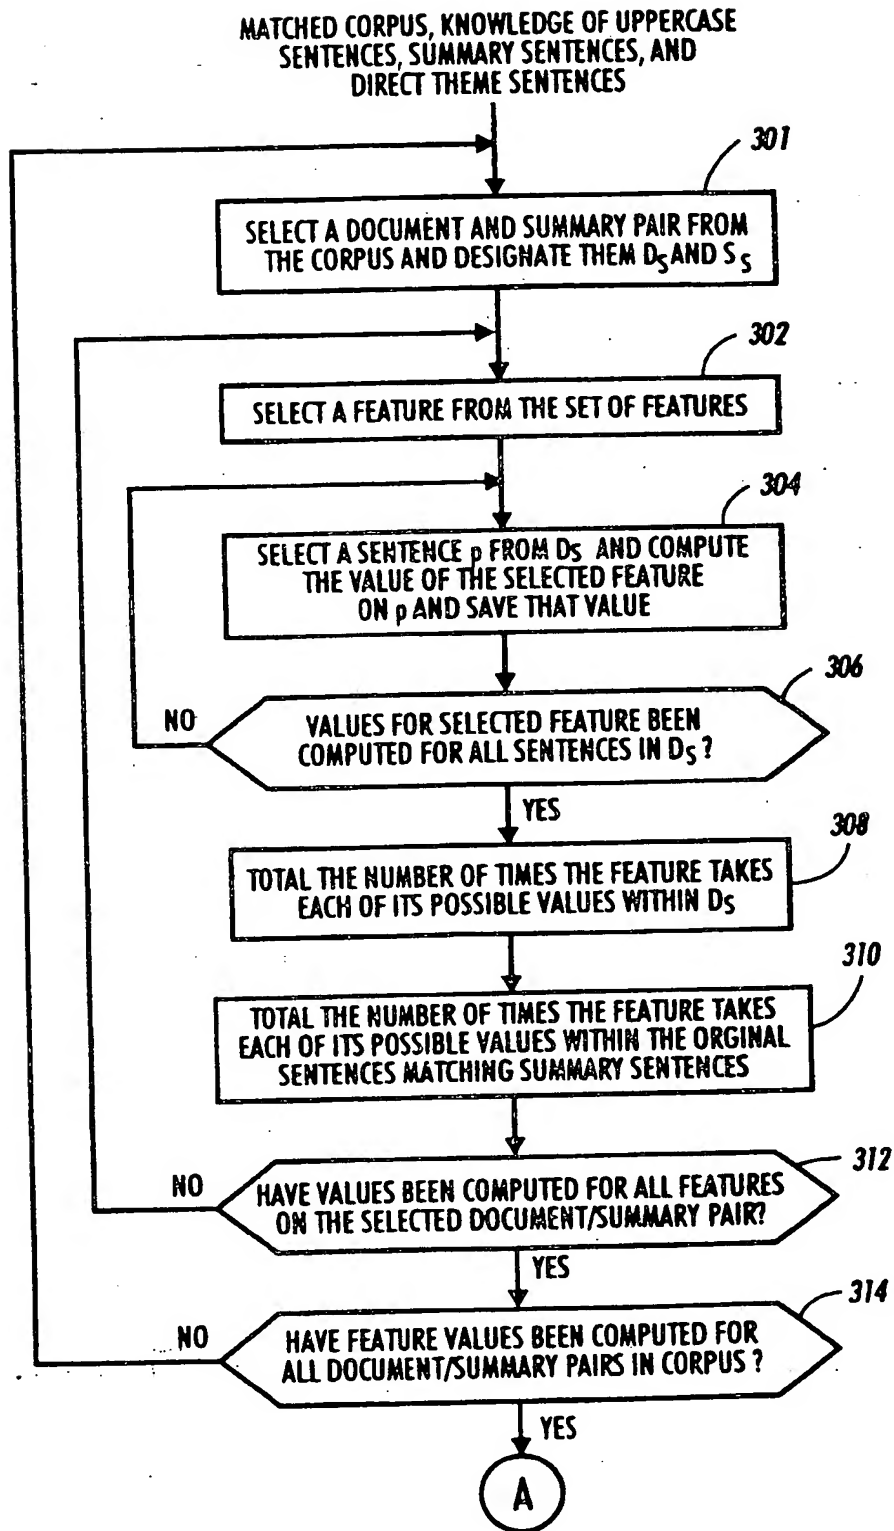 MATCHED CORPUS, KNOWLEDGE OF UPPERCASE
SENTENCES, SUMMARY SENTENCES, AND
DIRECT THEME SENTENCES
301
SELECT A DOCUMENT AND SUMMARY PAIR FROM
THE CORPUS AND DESIGNATE THEM DS AND SS
302
SELECT A FEATURE FROM THE SET OF FEATURES
304
SELECT A SENTENCE p FROM DS AND COMPUTE
THE VALUE OF THE SELECTED FEATURE
ON p AND SAVE THAT VALUE
306
NO
VALUES FOR SELECTED FEATURE BEEN
COMPUTED FOR ALL SENTENCES IN DS ?
YES
308
TOTAL THE NUMBER OF TIMES THE FEATURE TAKES
EACH OF ITS POSSIBLE VALUES WITHIN DS
310
TOTAL THE NUMBER OF TIMES THE FEATURE TAKES
EACH OF ITS POSSIBLE VALUES WITHIN THE ORGINAL
SENTENCES MATCHING SUMMARY SENTENCES
312
NO
HAVE VALUES BEEN COMPUTED FOR ALL FEATURES
ON THE SELECTED DOCUMENT/SUMMARY PAIR?
YES
314
NO
HAVE FEATURE VALUES BEEN COMPUTED FOR
ALL DOCUMENT/SUMMARY PAIRS IN CORPUS ?
YES
A